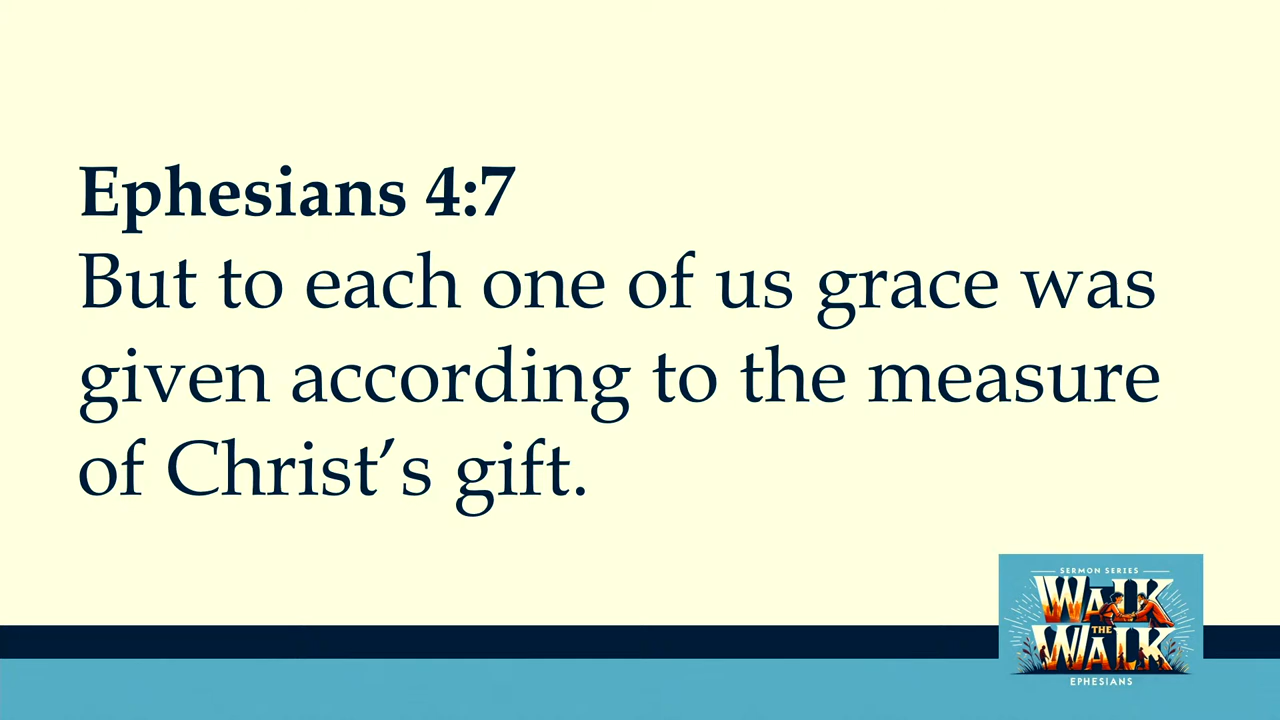 Ephesians 4:7
But to each one of us grace was
given according to the measure
of Christ’s gift.
SERMON SERIES
WALK
THE
WALK
EPHESIANS